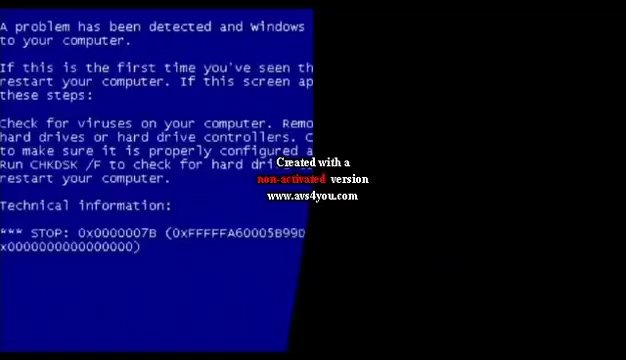 A problem has been detected and Windows
to your computer.
If this is the first time you've seen th
restart your computer. If this screen ap
these steps:
Check for viruses on your computer. Remo
hard drives or hard drive controllers. C
to make sure it is properly configured a
Run CHKDSK /F to check for hard dri
restart your computer.
Technical information:
*** STOP: 0x0000007B (0xFFFFFA60005B99D
x0000000000000000)
Created with a
non-activated version
www.avs4you.com